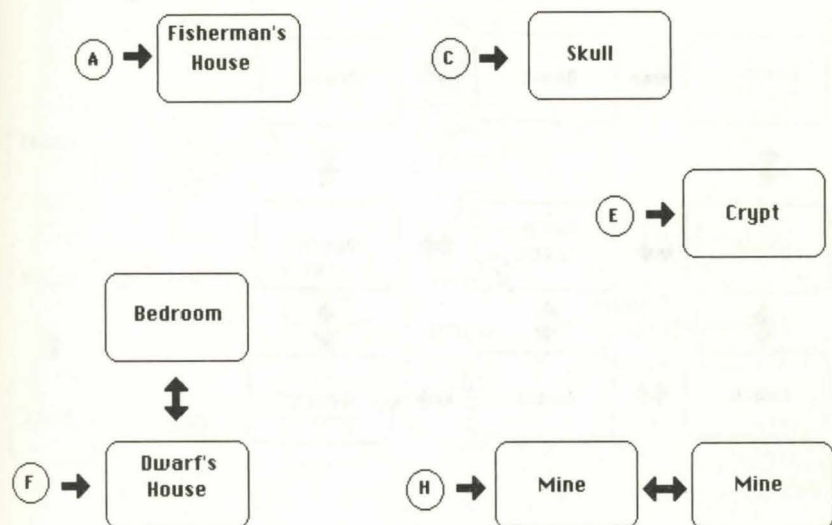 A
Fisherman's
House
C
Skull
E
Crypt
Bedroom
F
Dwarf's
House
H
Mine
Mine